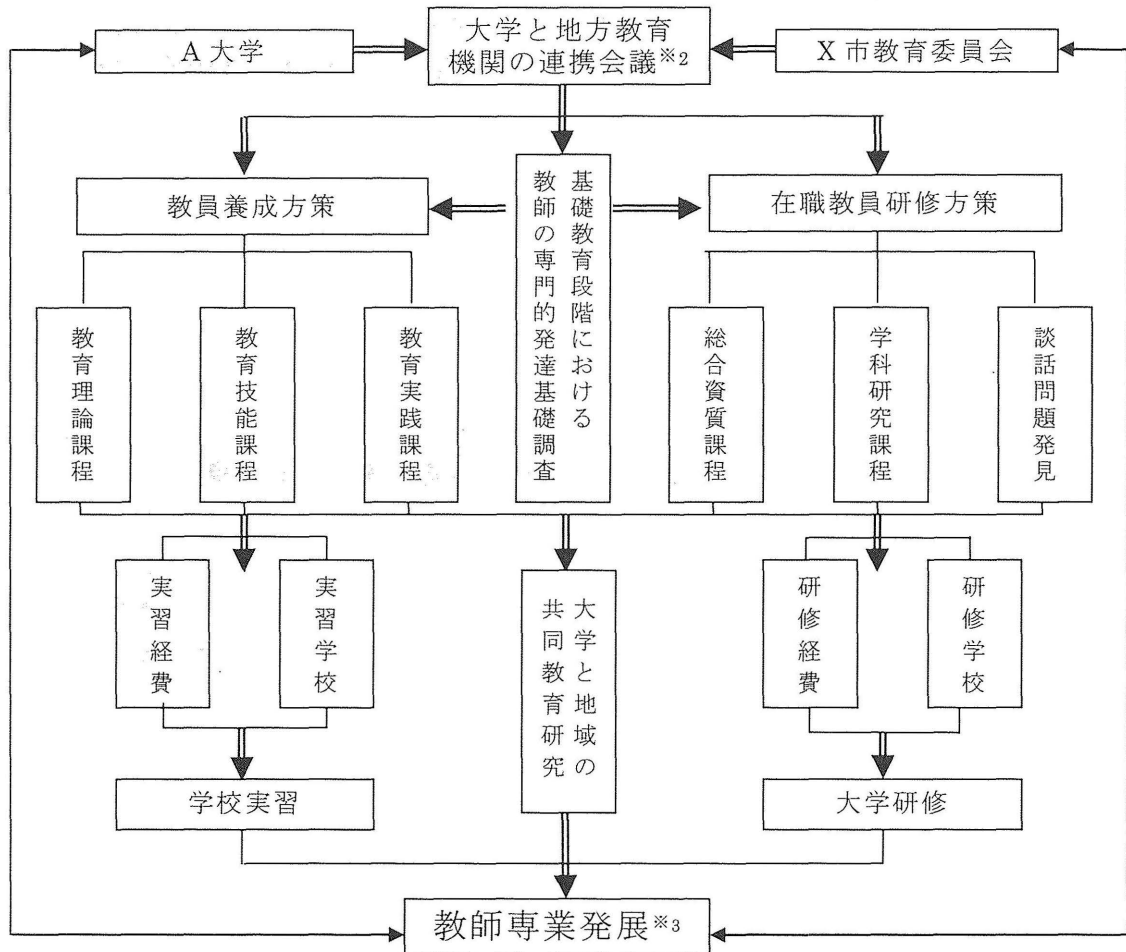 A大学
大学と地方教育
機関の連携会議※2
X市教育委員会
教員養成方策
基礎教育段階における
教師の専門的発達基礎調査
在職教員研修方策
教育理論課程
教育技能課程
教育実践課程
総合資質課程
学科研究課程
談話問題発見
実習経費
実習学校
大学と地域の
共同教育研究
研修経費
研修学校
学校実習
大学研修
教師専業発展※3